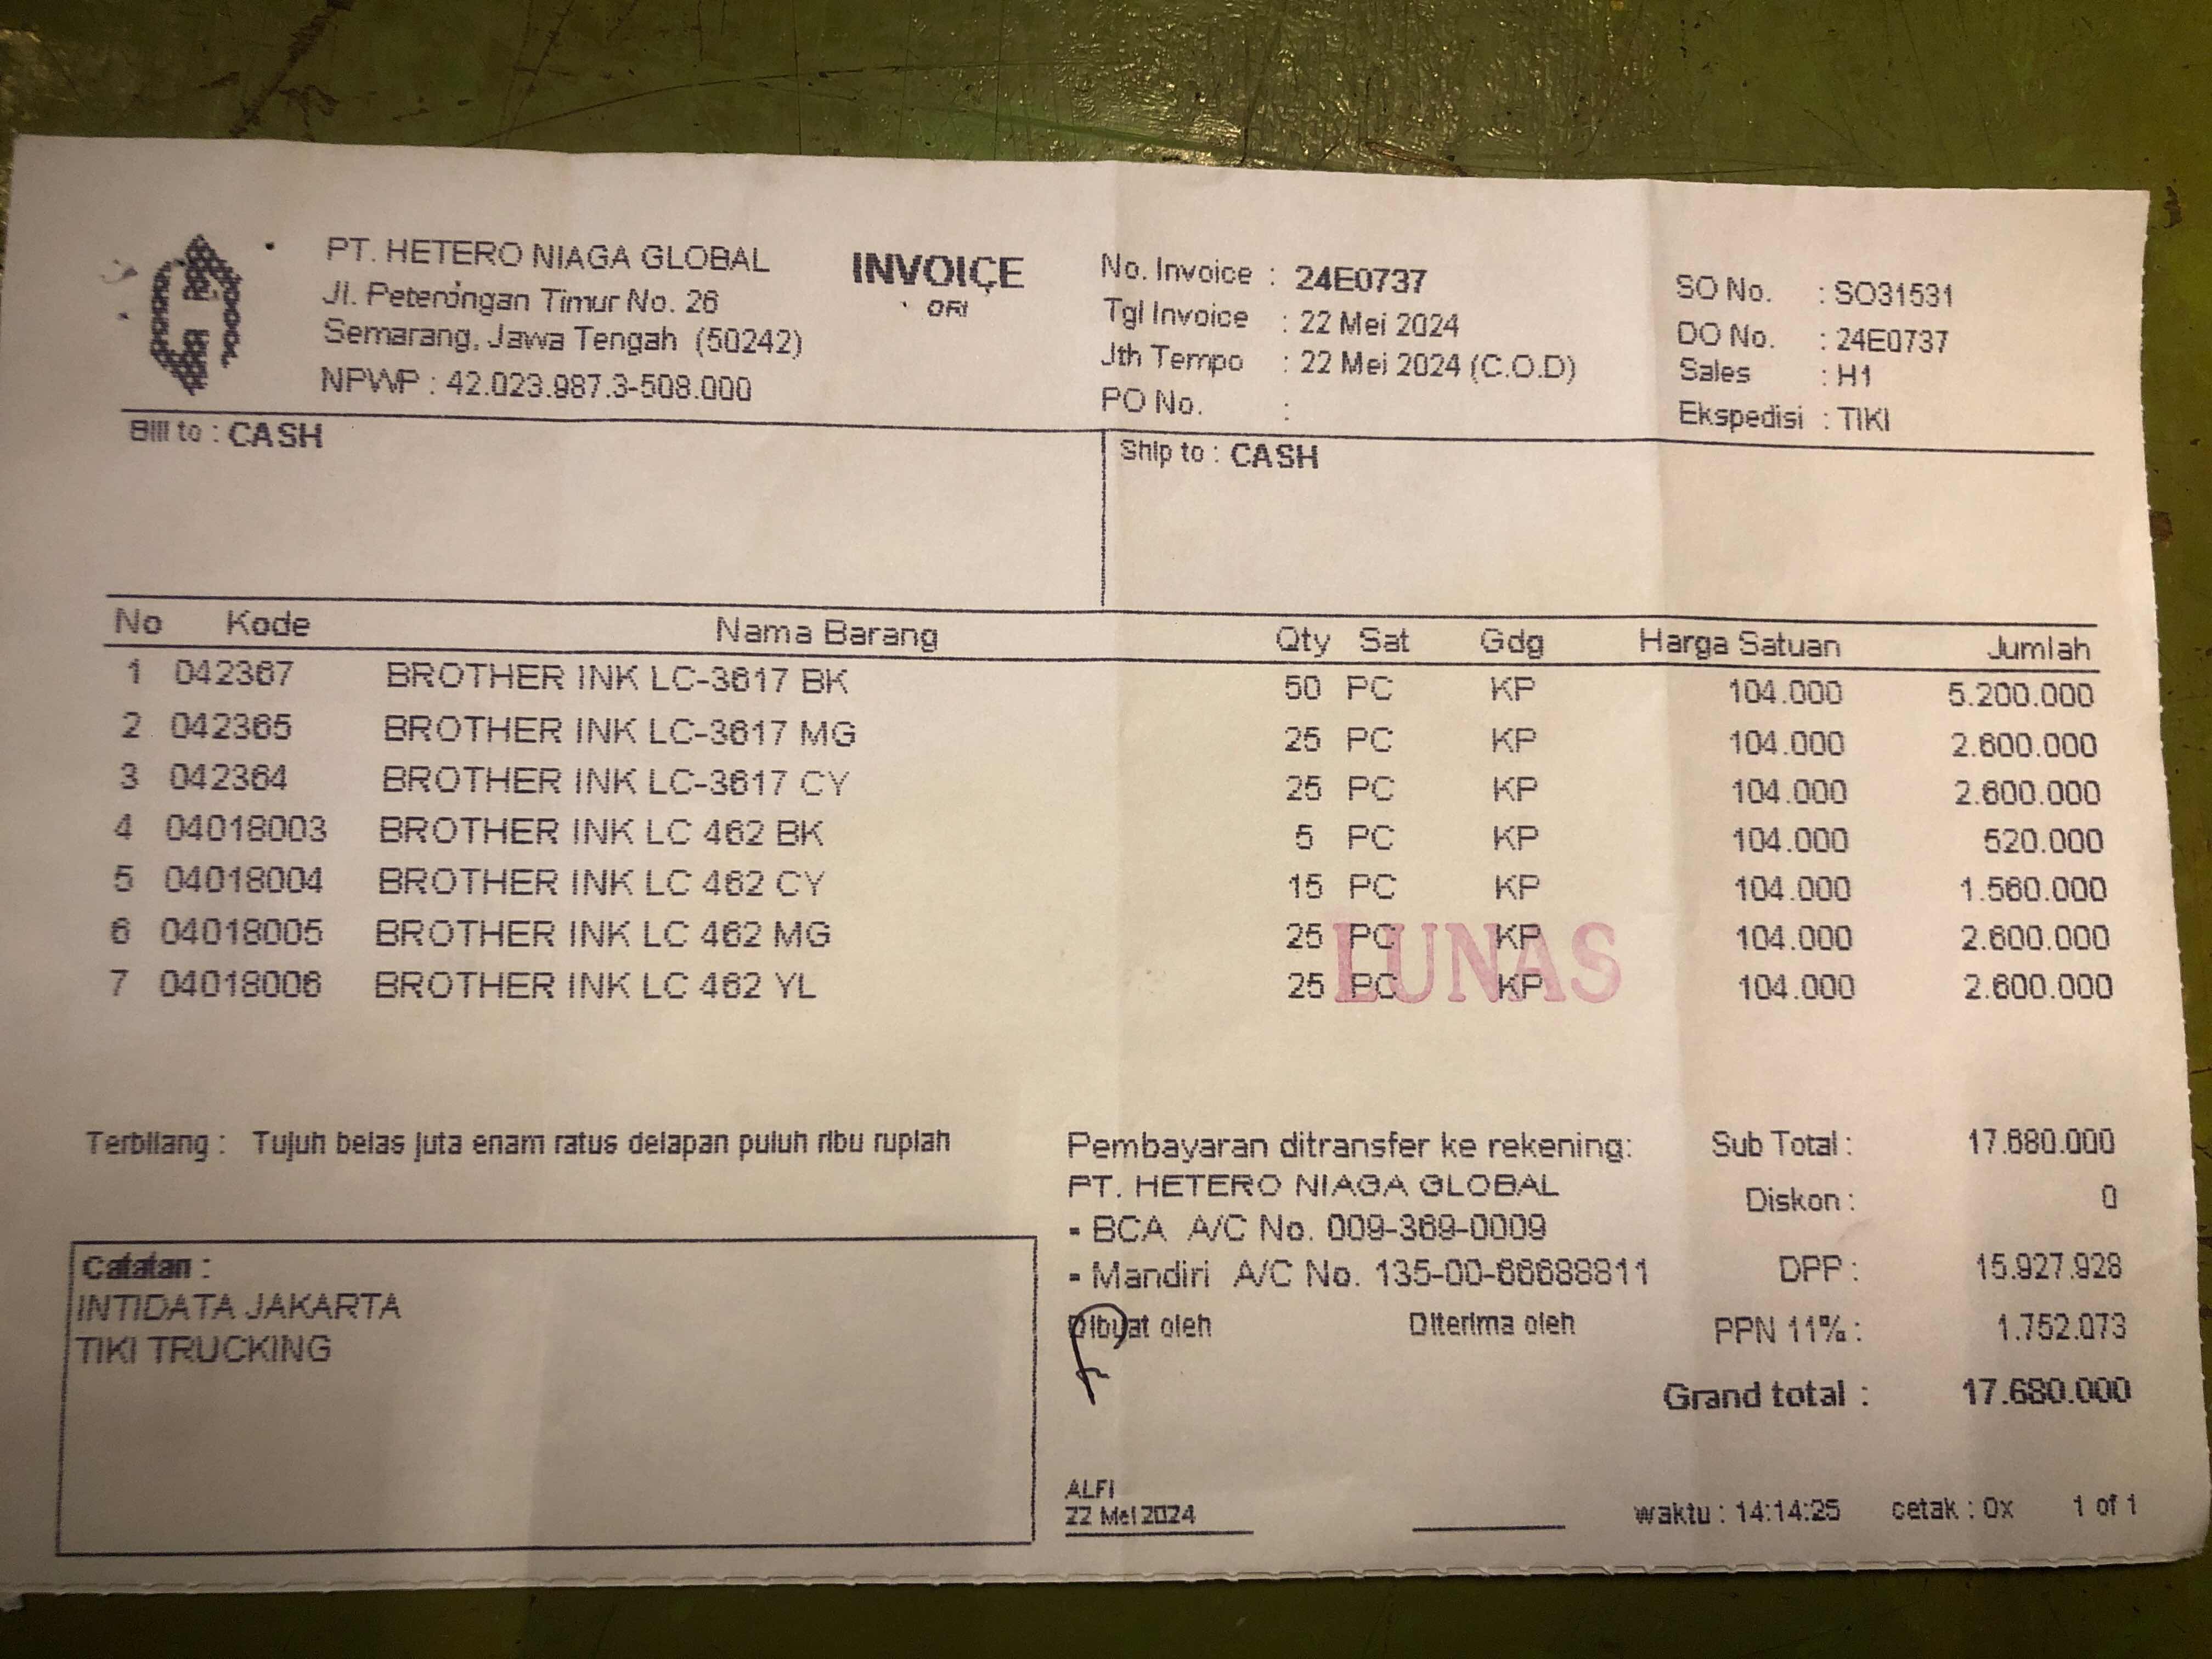 PT. HETERO NIAGA GLOBAL
Jl. Peterongan Timur No. 26
Semarang, Jawa Tengah (50242)
NPWP : 42.023.987.3-508.000
INVOICE
ORI
No. Invoice : 24E0737
Tgl Invoice : 22 Mei 2024
Jth Tempo : 22 Mei 2024 (C.O.D)
PO No. :
SO No. : SO31531
DO No. : 24E0737
Sales : H1
Ekspedisi : TIKI
Bill to : CASH
Ship to : CASH
No Kode Nama Barang Qty Sat Gdg Harga Satuan Jumlah
1 042367 BROTHER INK LC-3617 BK 50 PC KP 104.000 5.200.000
2 042365 BROTHER INK LC-3617 MG 25 PC KP 104.000 2.600.000
3 042364 BROTHER INK LC-3617 CY 25 PC KP 104.000 2.600.000
4 04018003 BROTHER INK LC 462 BK 5 PC KP 104.000 520.000
5 04018004 BROTHER INK LC 462 CY 15 PC KP 104.000 1.560.000
6 04018005 BROTHER INK LC 462 MG 25 PC KP 104.000 2.600.000
7 04018006 BROTHER INK LC 462 YL 25 PC KP 104.000 2.600.000
LUNAS
Terbilang : Tujuh belas juta enam ratus delapan puluh ribu rupiah
Catatan :
INTIDATA JAKARTA
TIKI TRUCKING
Pembayaran ditransfer ke rekening:
PT. HETERO NIAGA GLOBAL
- BCA A/C No. 009-369-0009
- Mandiri A/C No.
Dibuat oleh Diterima oleh
ALFI
22 Mei 2024
Sub Total : 17.680.000
Diskon : 0
DPP : 15.927.928
PPN 11% : 1.752.073
Grand total : 17.680.000
waktu : 14:14:25 cetak : 0x 1 of 1